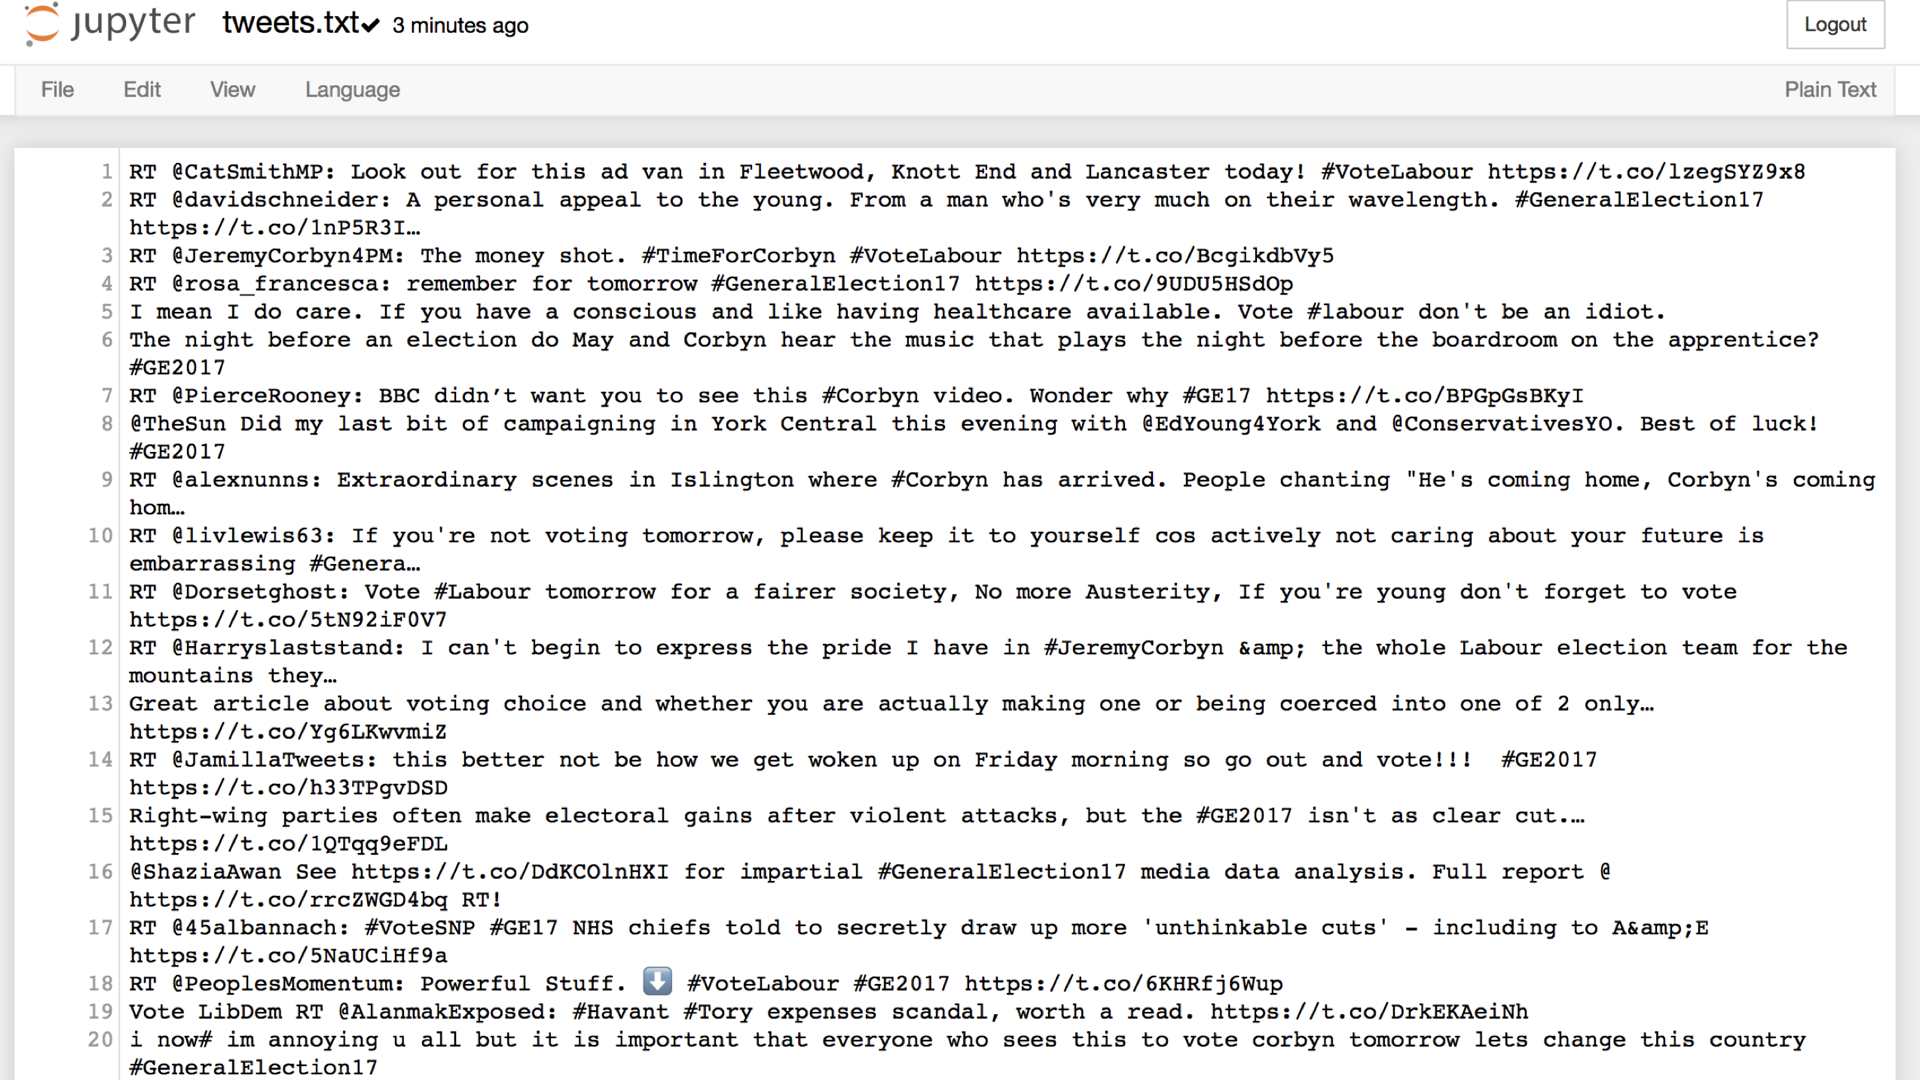 jupyter tweets.txt✔ 3 minutes ago Logout
File Edit View Language Plain Text
1 RT @CatSmithMP: Look out for this ad van in Fleetwood, Knott End and Lancaster today! #VoteLabour https://t.co/lzegSYZ9x8
2 RT @davidschneider: A personal appeal to the young. From a man who's very much on their wavelength. #GeneralElection17
https://t.co/1nP5R3I…
3 RT @JeremyCorbyn4PM: The money shot. #TimeForCorbyn #VoteLabour https://t.co/BcgikdbVy5
4 RT @rosa_francesca: remember for tomorrow #GeneralElection17 https://t.co/9UDU5HSdOp
5 I mean I do care. If you have a conscious and like having healthcare available. Vote #labour don't be an idiot.
6 The night before an election do May and Corbyn hear the music that plays the night before the boardroom on the apprentice?
#GE2017
7 RT @PierceRooney: BBC didn’t want you to see this #Corbyn video. Wonder why #GE17 https://t.co/BPGpGsBKyI
8 @TheSun Did my last bit of campaigning in York Central this evening with @EdYoung4York and @ConservativesYO. Best of luck!
#GE2017
9 RT @alexnunns: Extraordinary scenes in Islington where #Corbyn has arrived. People chanting "He's coming home, Corbyn's coming
hom…
10 RT @livlewis63: If you're not voting tomorrow, please keep it to yourself cos actively not caring about your future is
embarrassing #Genera…
11 RT @Dorsetghost: Vote #Labour tomorrow for a fairer society, No more Austerity, If you're young don't forget to vote
https://t.co/5tN92iF0V7
12 RT @Harryslaststand: I can't begin to express the pride I have in #JeremyCorbyn &amp; the whole Labour election team for the
mountains they…
13 Great article about voting choice and whether you are actually making one or being coerced into one of 2 only…
https://t.co/Yg6LKwvmiZ
14 RT @JamillaTweets: this better not be how we get woken up on Friday morning so go out and vote!!!  #GE2017
https://t.co/h33TPgvDSD
15 Right-wing parties often make electoral gains after violent attacks, but the #GE2017 isn't as clear cut.…
https://t.co/1QTqq9eFDL
16 @ShaziaAwan See https://t.co/DdKCOlnHXI for impartial #GeneralElection17 media data analysis. Full report @
https://t.co/rrcZWGD4bq RT!
17 RT @45albannach: #VoteSNP #GE17 NHS chiefs told to secretly draw up more 'unthinkable cuts' - including to A&amp;E
https://t.co/5NaUCiHf9a
18 RT @PeoplesMomentum: Powerful Stuff. ⬇️ #VoteLabour #GE2017 https://t.co/6KHRfj6Wup
19 Vote LibDem RT @AlanmakExposed: #Havant #Tory expenses scandal, worth a read. https://t.co/DrkEKAeiNh
20 i now# im annoying u all but it is important that everyone who sees this to vote corbyn tomorrow lets change this country
#GeneralElection17